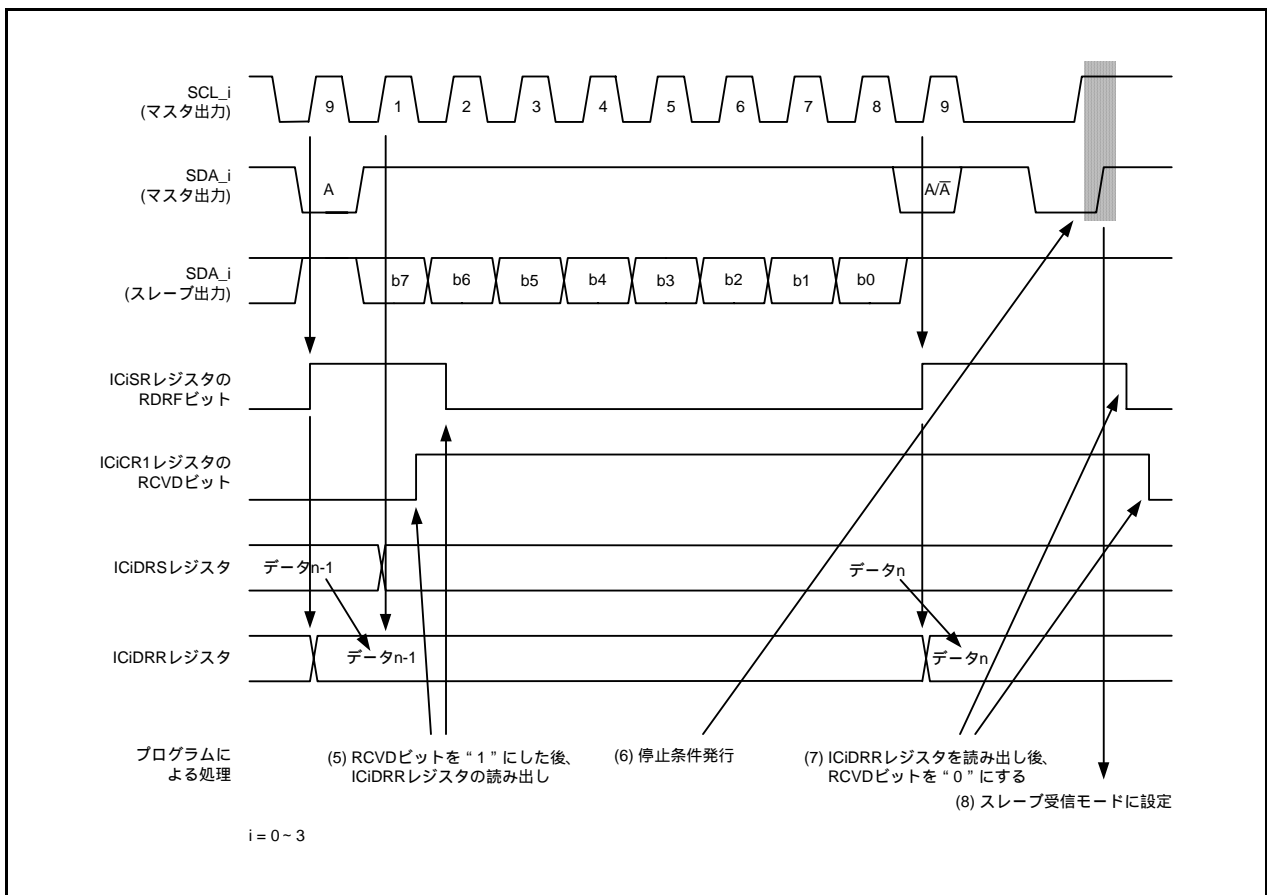 SCL_i
(マスタ出力)
9 1 2 3 4 5 6 7 8 9
SDA_i
(マスタ出力)
A A/A̅
SDA_i
(スレーブ出力)
b7 b6 b5 b4 b3 b2 b1 b0
ICiSRレジスタの
RDRFビット
ICiCR1レジスタの
RCVDビット
ICiDRSレジスタ
データn-1 データn
ICiDRRレジスタ
データn-1 データn
プログラムに
よる処理
(5) RCVDビットを“1”にした後、
ICiDRRレジスタの読み出し
(6) 停止条件発行
(7) ICiDRRレジスタを読み出し後、
RCVDビットを“0”にする
(8) スレーブ受信モードに設定
i = 0~3